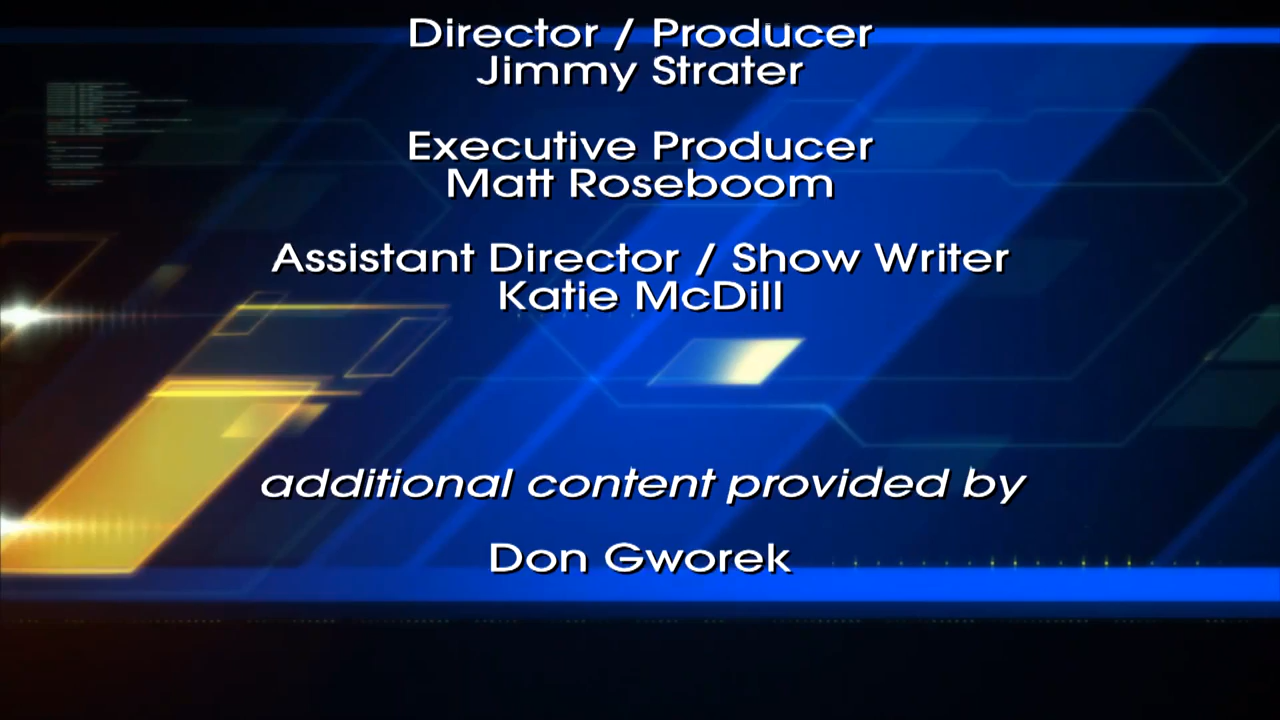 Director / Producer
Jimmy Strater
Executive Producer
Matt Roseboom
Assistant Director / Show Writer
Katie McDill
additional content provided by
Don Gworek